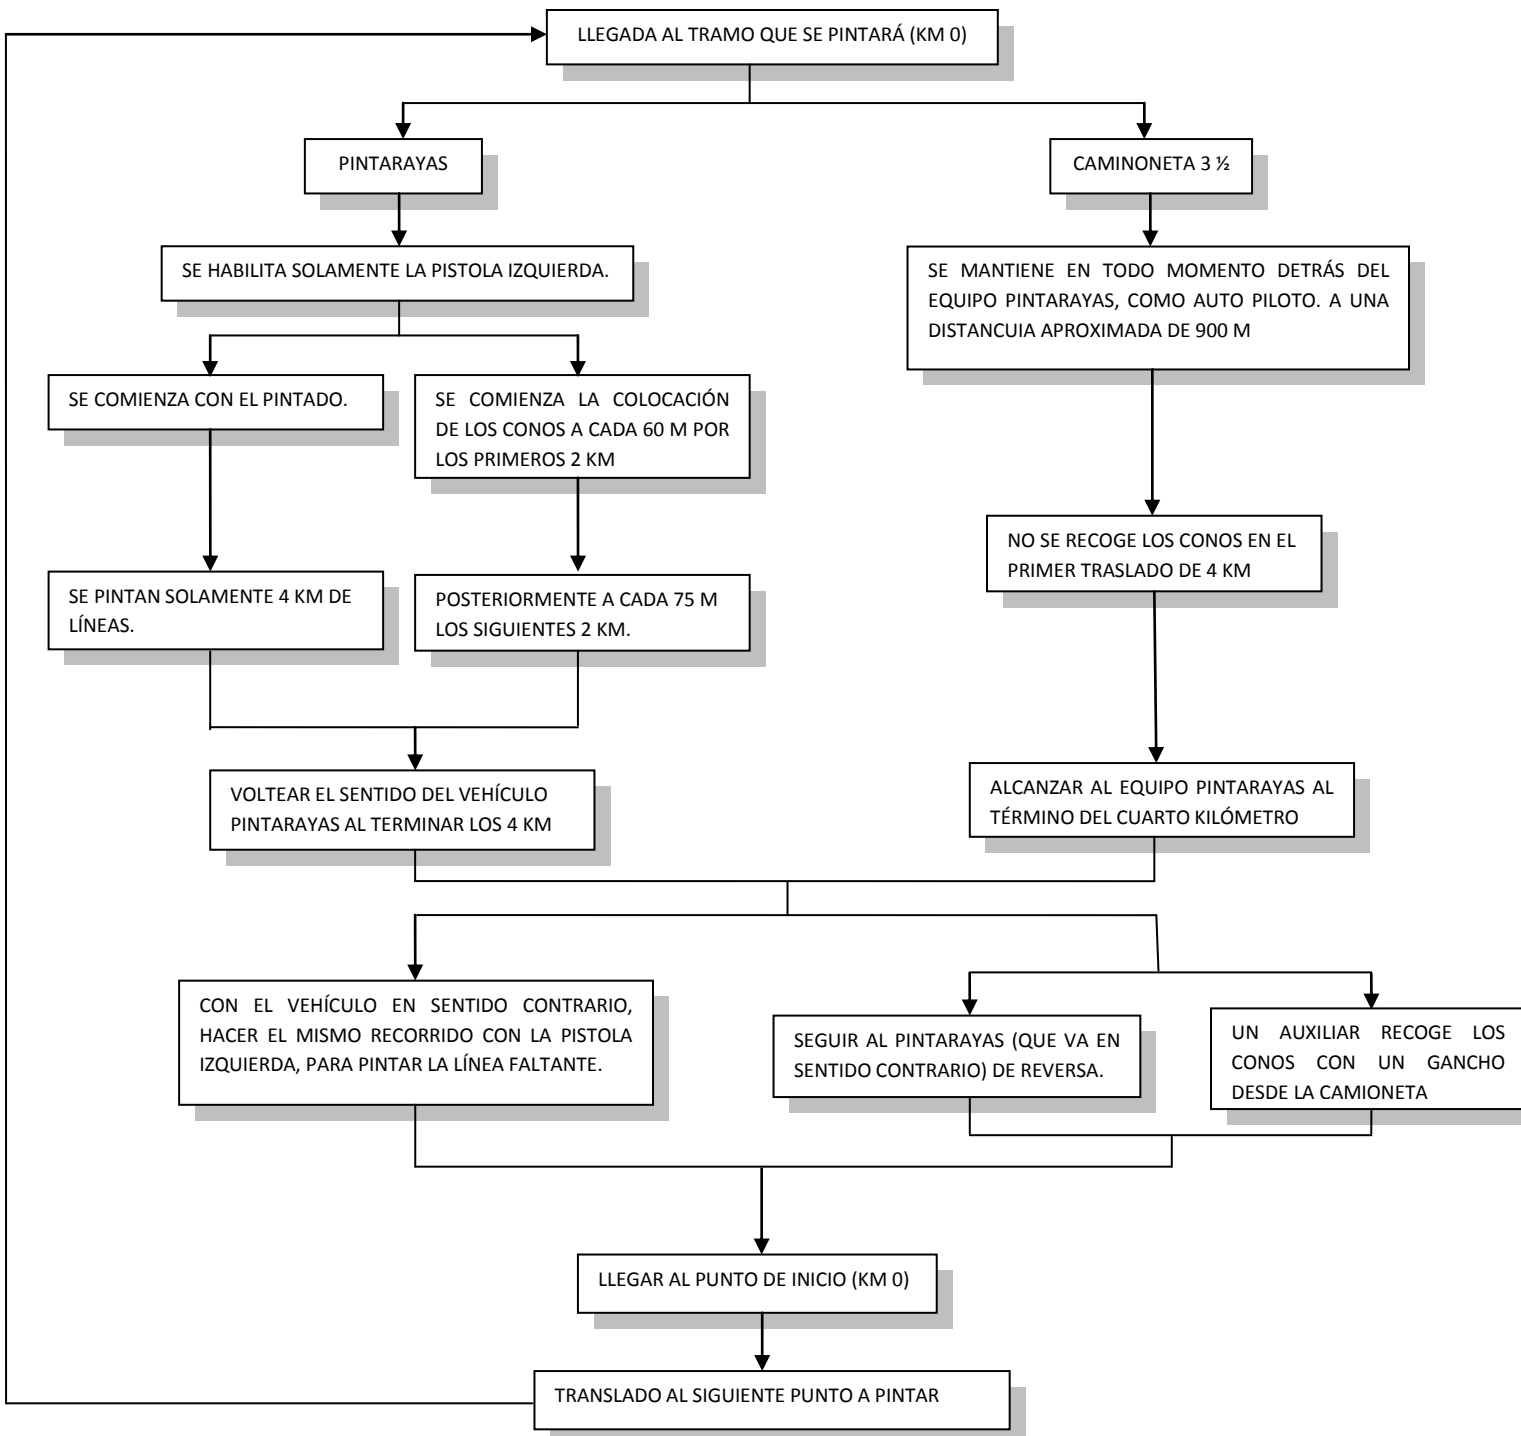 LLEGADA AL TRAMO QUE SE PINTARÁ (KM 0)
PINTARAYAS
CAMINONETA 3 ½
SE HABILITA SOLAMENTE LA PISTOLA IZQUIERDA.
SE MANTIENE EN TODO MOMENTO DETRÁS DEL
EQUIPO PINTARAYAS, COMO AUTO PILOTO. A UNA
DISTANCUIA APROXIMADA DE 900 M
SE COMIENZA CON EL PINTADO.
SE COMIENZA LA COLOCACIÓN
DE LOS CONOS A CADA 60 M POR
LOS PRIMEROS 2 KM
NO SE RECOGE LOS CONOS EN EL
PRIMER TRASLADO DE 4 KM
SE PINTAN SOLAMENTE 4 KM DE
LÍNEAS.
POSTERIORMENTE A CADA 75 M
LOS SIGUIENTES 2 KM.
VOLTEAR EL SENTIDO DEL VEHÍCULO
PINTARAYAS AL TERMINAR LOS 4 KM
ALCANZAR AL EQUIPO PINTARAYAS AL
TÉRMINO DEL CUARTO KILÓMETRO
CON EL VEHÍCULO EN SENTIDO CONTRARIO,
HACER EL MISMO RECORRIDO CON LA PISTOLA
IZQUIERDA, PARA PINTAR LA LÍNEA FALTANTE.
SEGUIR AL PINTARAYAS (QUE VA EN
SENTIDO CONTRARIO) DE REVERSA.
UN AUXILIAR RECOGE LOS
CONOS CON UN GANCHO
DESDE LA CAMIONETA
LLEGAR AL PUNTO DE INICIO (KM 0)
TRANSLADO AL SIGUIENTE PUNTO A PINTAR